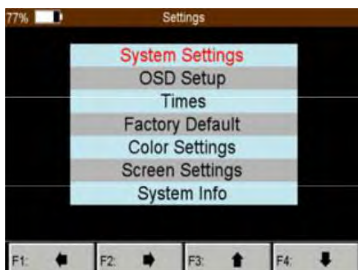 77% Settings
System Settings
OSD Setup
Times
Factory Default
Color Settings
Screen Settings
System Info
F1: F2: F3: F4: